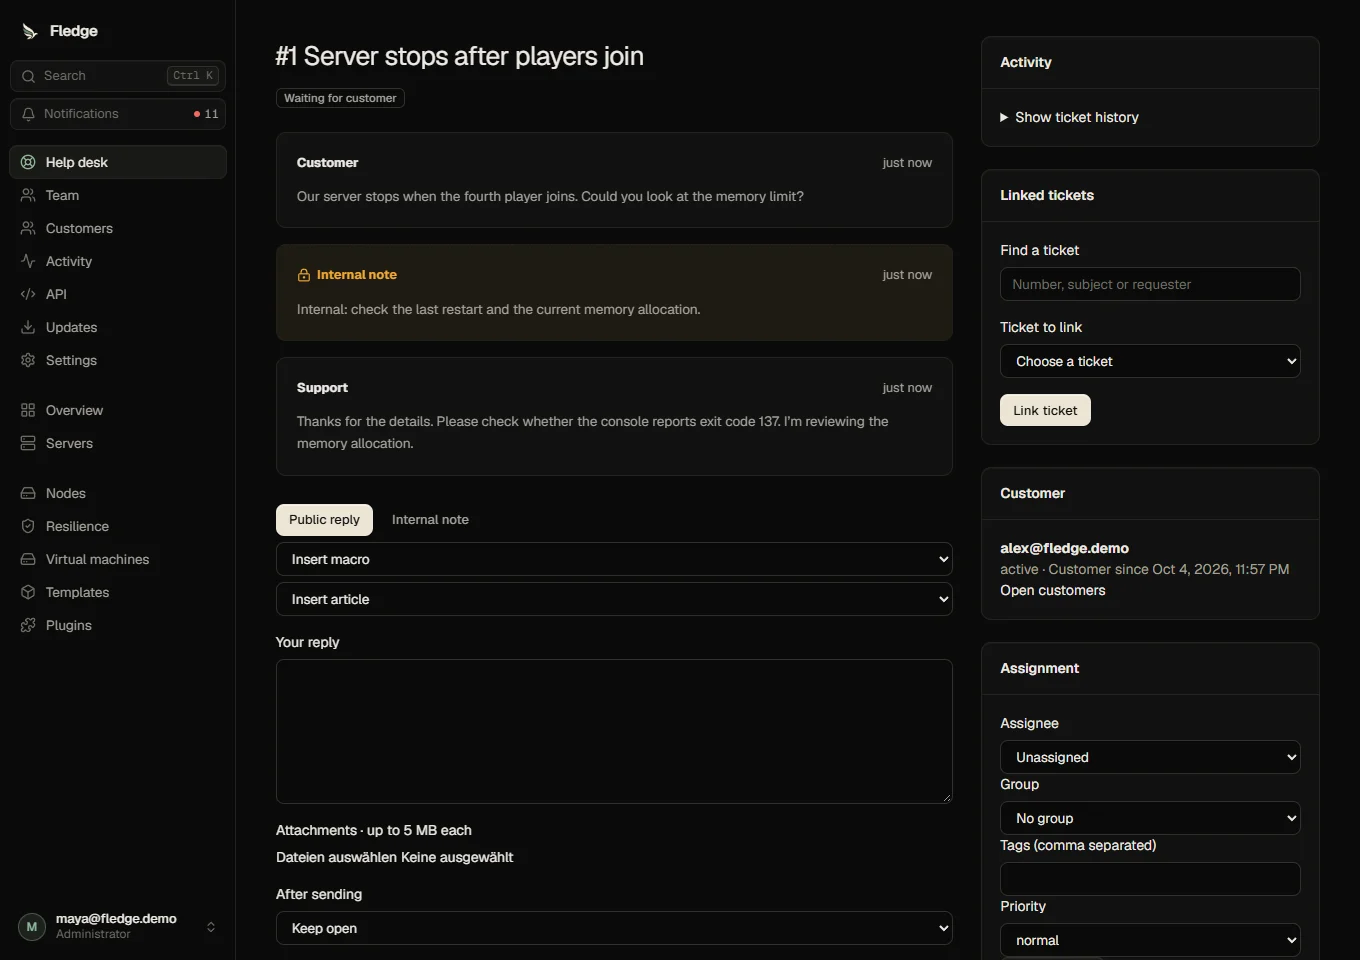 Fledge
Search
Ctrl K
Notifications
11
Help desk
Team
Customers
Activity
API
Updates
Settings
Overview
Servers
Nodes
Resilience
Virtual machines
Templates
Plugins
M
maya@fledge.demo
Administrator
#1 Server stops after players join
Waiting for customer
Customer
just now
Our server stops when the fourth player joins. Could you look at the memory limit?
Internal note
just now
Internal: check the last restart and the current memory allocation.
Support
just now
Thanks for the details. Please check whether the console reports exit code 137. I'm reviewing the
memory allocation.
Public reply
Internal note
Insert macro
Insert article
Your reply
Attachments · up to 5 MB each
Dateien auswählen Keine ausgewählt
After sending
Keep open
Activity
Show ticket history
Linked tickets
Find a ticket
Number, subject or requester
Ticket to link
Choose a ticket
Link ticket
Customer
alex@fledge.demo
active · Customer since Oct 4, 2026, 11:57 PM
Open customers
Assignment
Assignee
Unassigned
Group
No group
Tags (comma separated)
Priority
normal